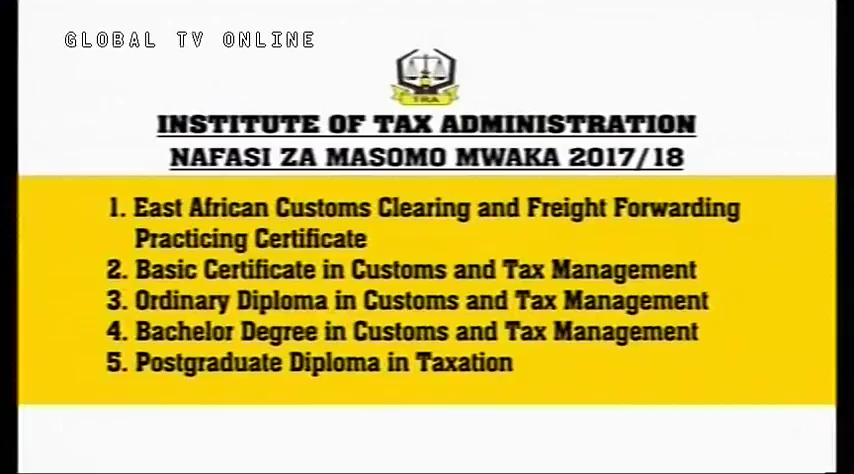 GLOBAL TV ONLINE
TRA
INSTITUTE OF TAX ADMINISTRATION
NAFASI ZA MASOMO MWAKA 2017/18
1. East African Customs Clearing and Freight Forwarding
Practicing Certificate
2. Basic Certificate in Customs and Tax Management
3. Ordinary Diploma in Customs and Tax Management
4. Bachelor Degree in Customs and Tax Management
5. Postgraduate Diploma in Taxation